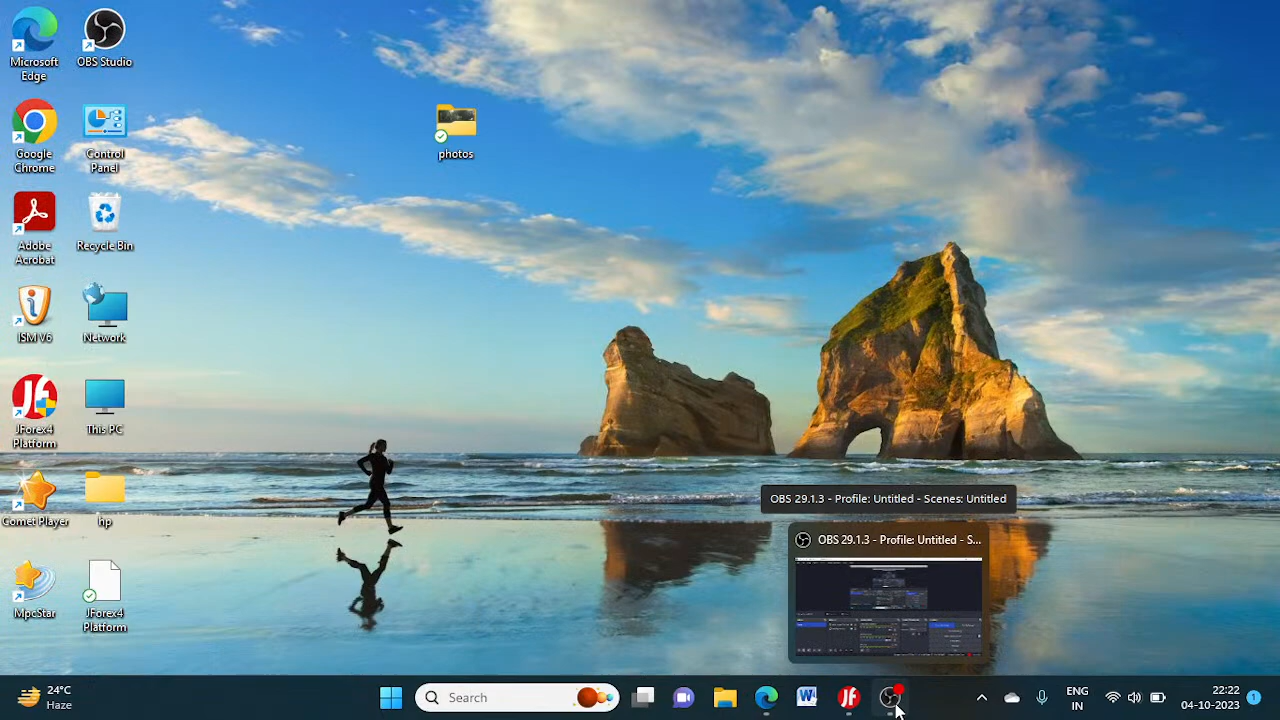 Microsoft
Edge
OBS Studio
Google
Chrome
Control
Panel
photos
Adobe
Acrobat
Recycle Bin
iSM V6
Network
JForex4
Platform
This PC
Comet Player
hp
MpcStar
JForex4
Platform
OBS 29.1.3 - Profile: Untitled - Scenes: Untitled
OBS 29.1.3 - Profile: Untitled - S...
24°C
Haze
Search
ENG
IN
22:22
04-10-2023
1